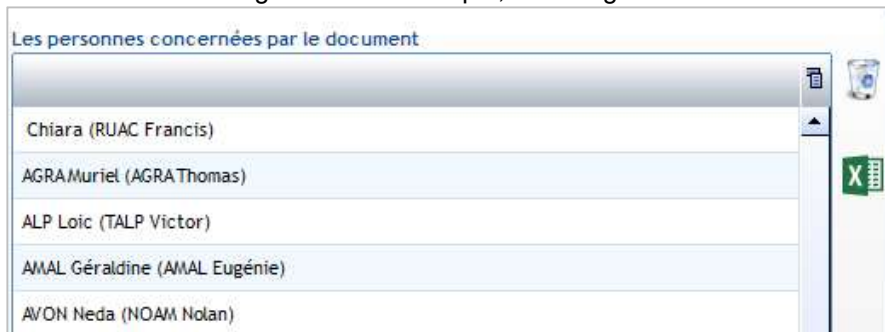 Les personnes concernées par le document
Chiara (RUAC Francis)
AGRA Muriel (AGRA Thomas)
ALP Loic (TALP Victor)
AMAL Géraldine (AMAL Eugénie)
AVON Neda (NOAM Nolan)